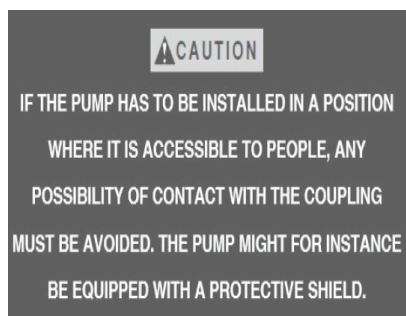 CAUTION
IF THE PUMP HAS TO BE INSTALLED IN A POSITION
WHERE IT IS ACCESSIBLE TO PEOPLE, ANY
POSSIBILITY OF CONTACT WITH THE COUPLING
MUST BE AVOIDED. THE PUMP MIGHT FOR INSTANCE
BE EQUIPPED WITH A PROTECTIVE SHIELD.